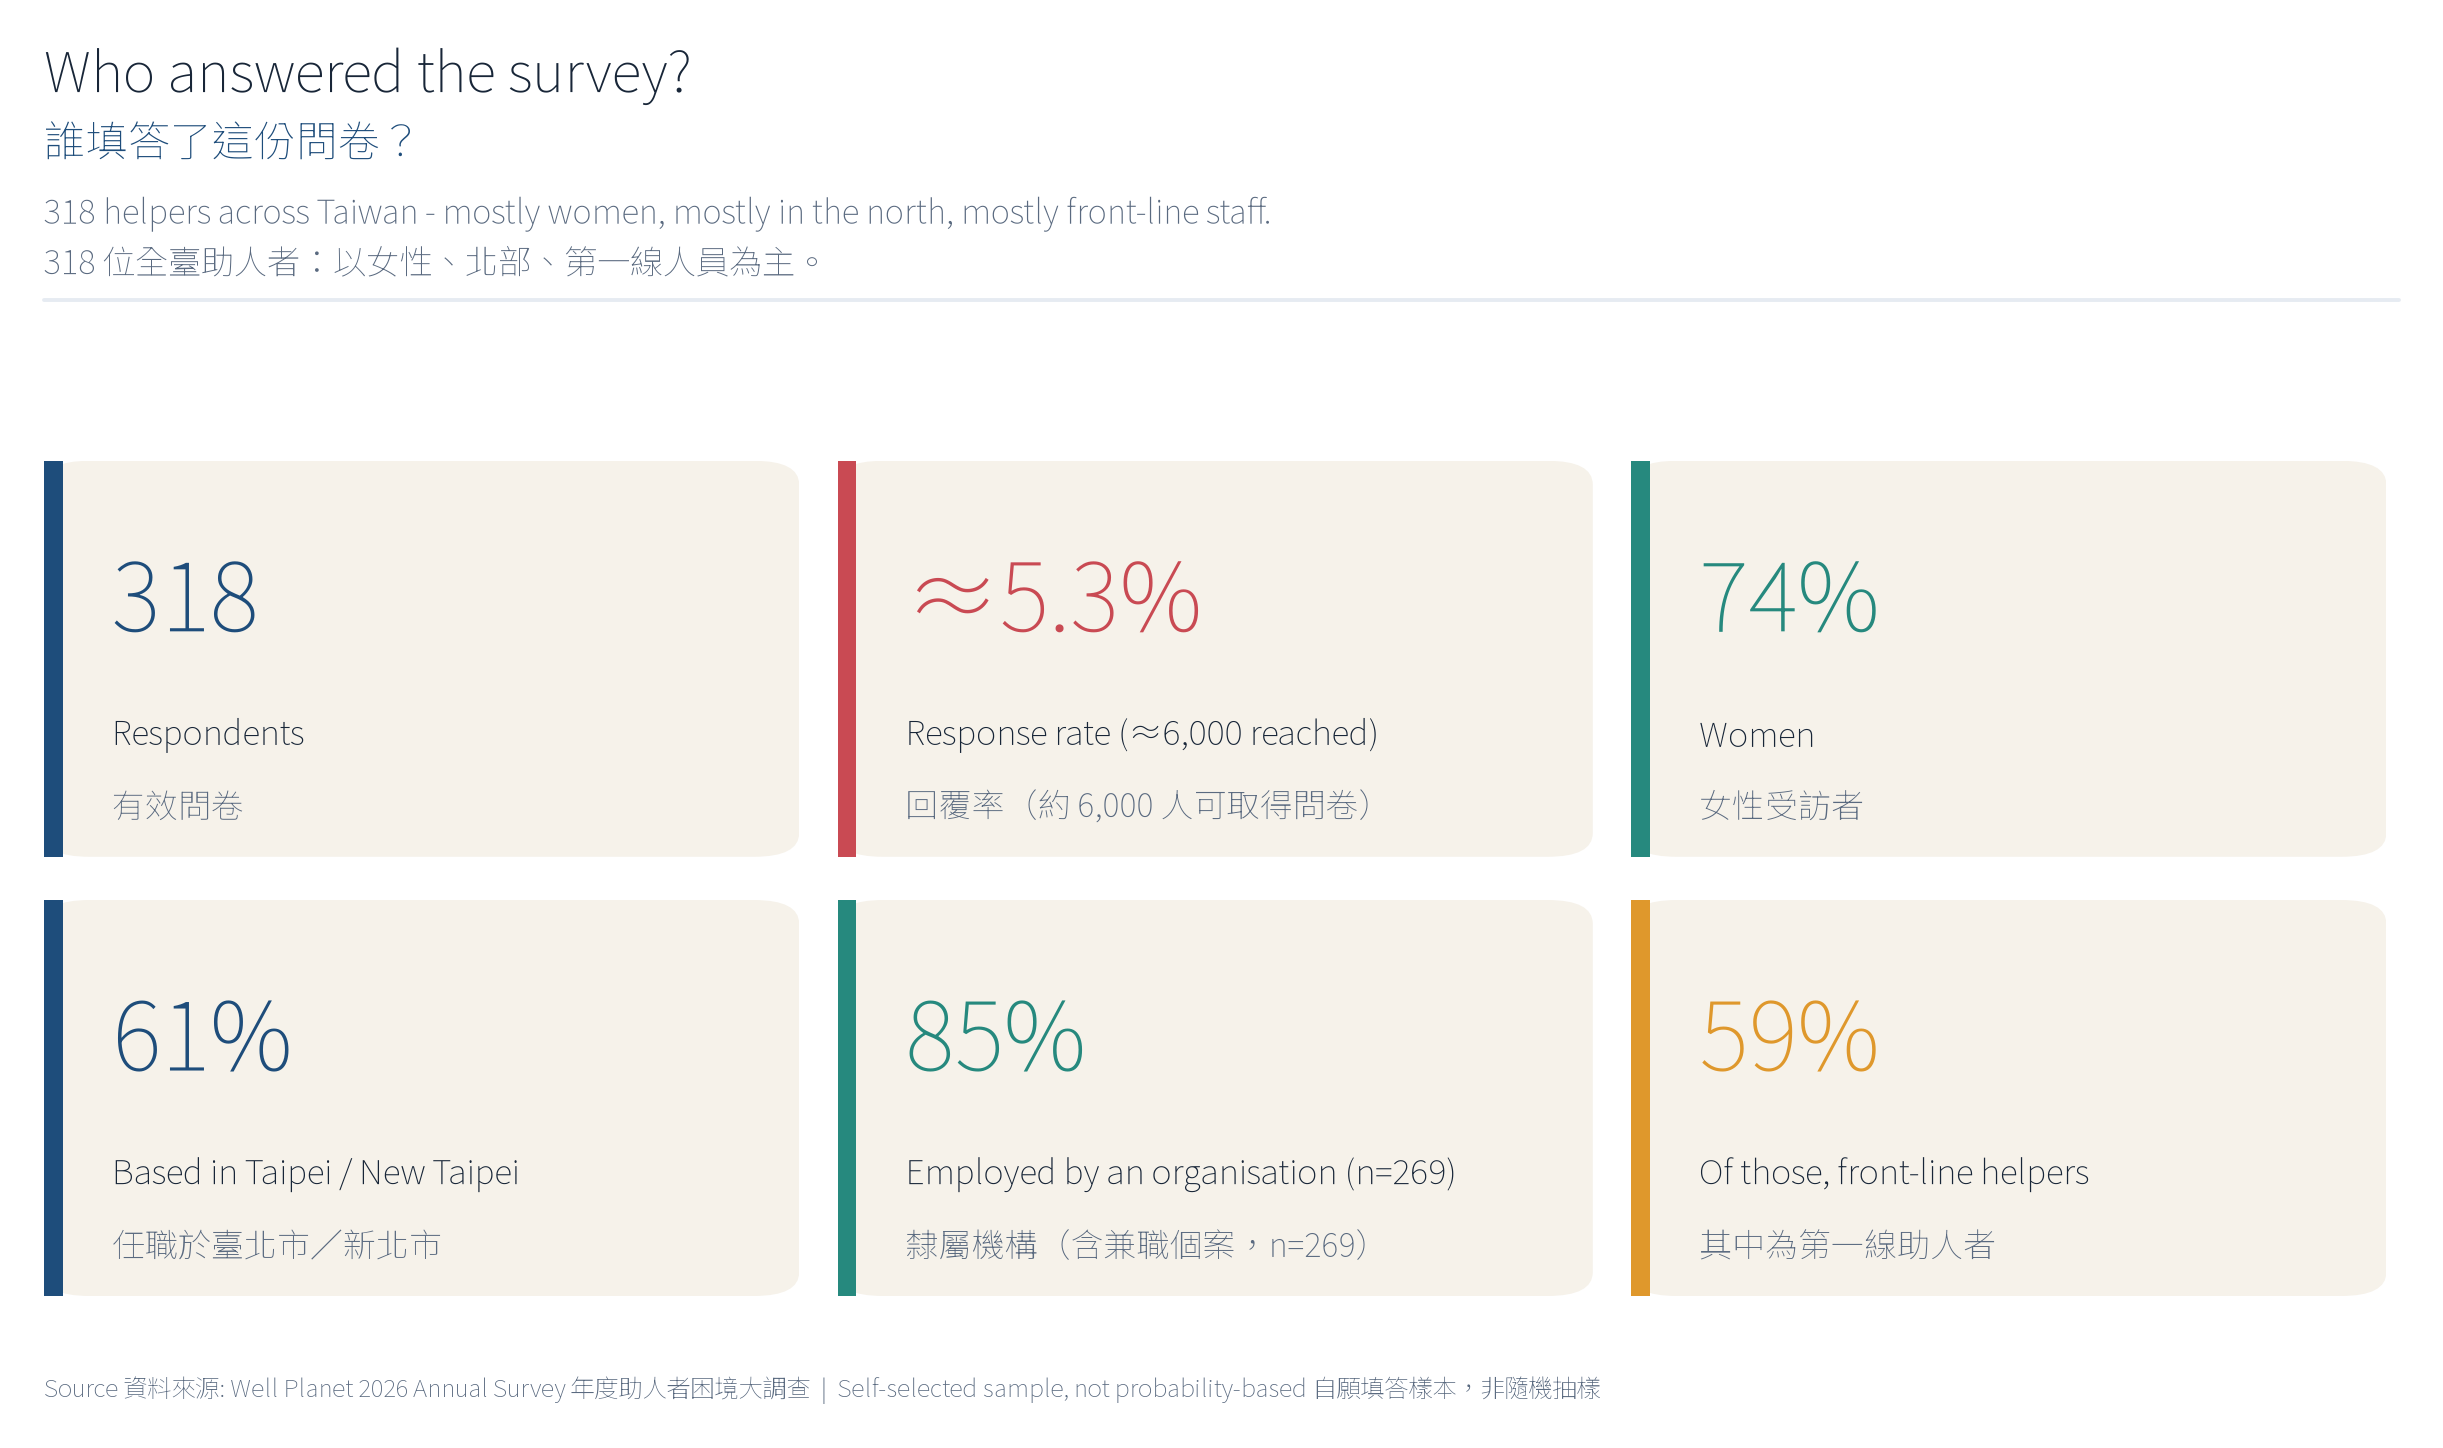 Who answered the survey?
誰填答了這份問卷？
318 helpers across Taiwan - mostly women, mostly in the north, mostly front-line staff.
318 位全臺助人者：以女性、北部、第一線人員為主。
318
Respondents
有效問卷
≈5.3%
Response rate (≈6,000 reached)
回覆率（約 6,000 人可取得問卷）
74%
Women
女性受訪者
61%
Based in Taipei / New Taipei
任職於臺北市／新北市
85%
Employed by an organisation (n=269)
隸屬機構（含兼職個案，n=269）
59%
Of those, front-line helpers
其中為第一線助人者
Source 資料來源: Well Planet 2026 Annual Survey 年度助人者困境大調查 | Self-selected sample, not probability-based 自願填答樣本，非隨機抽樣